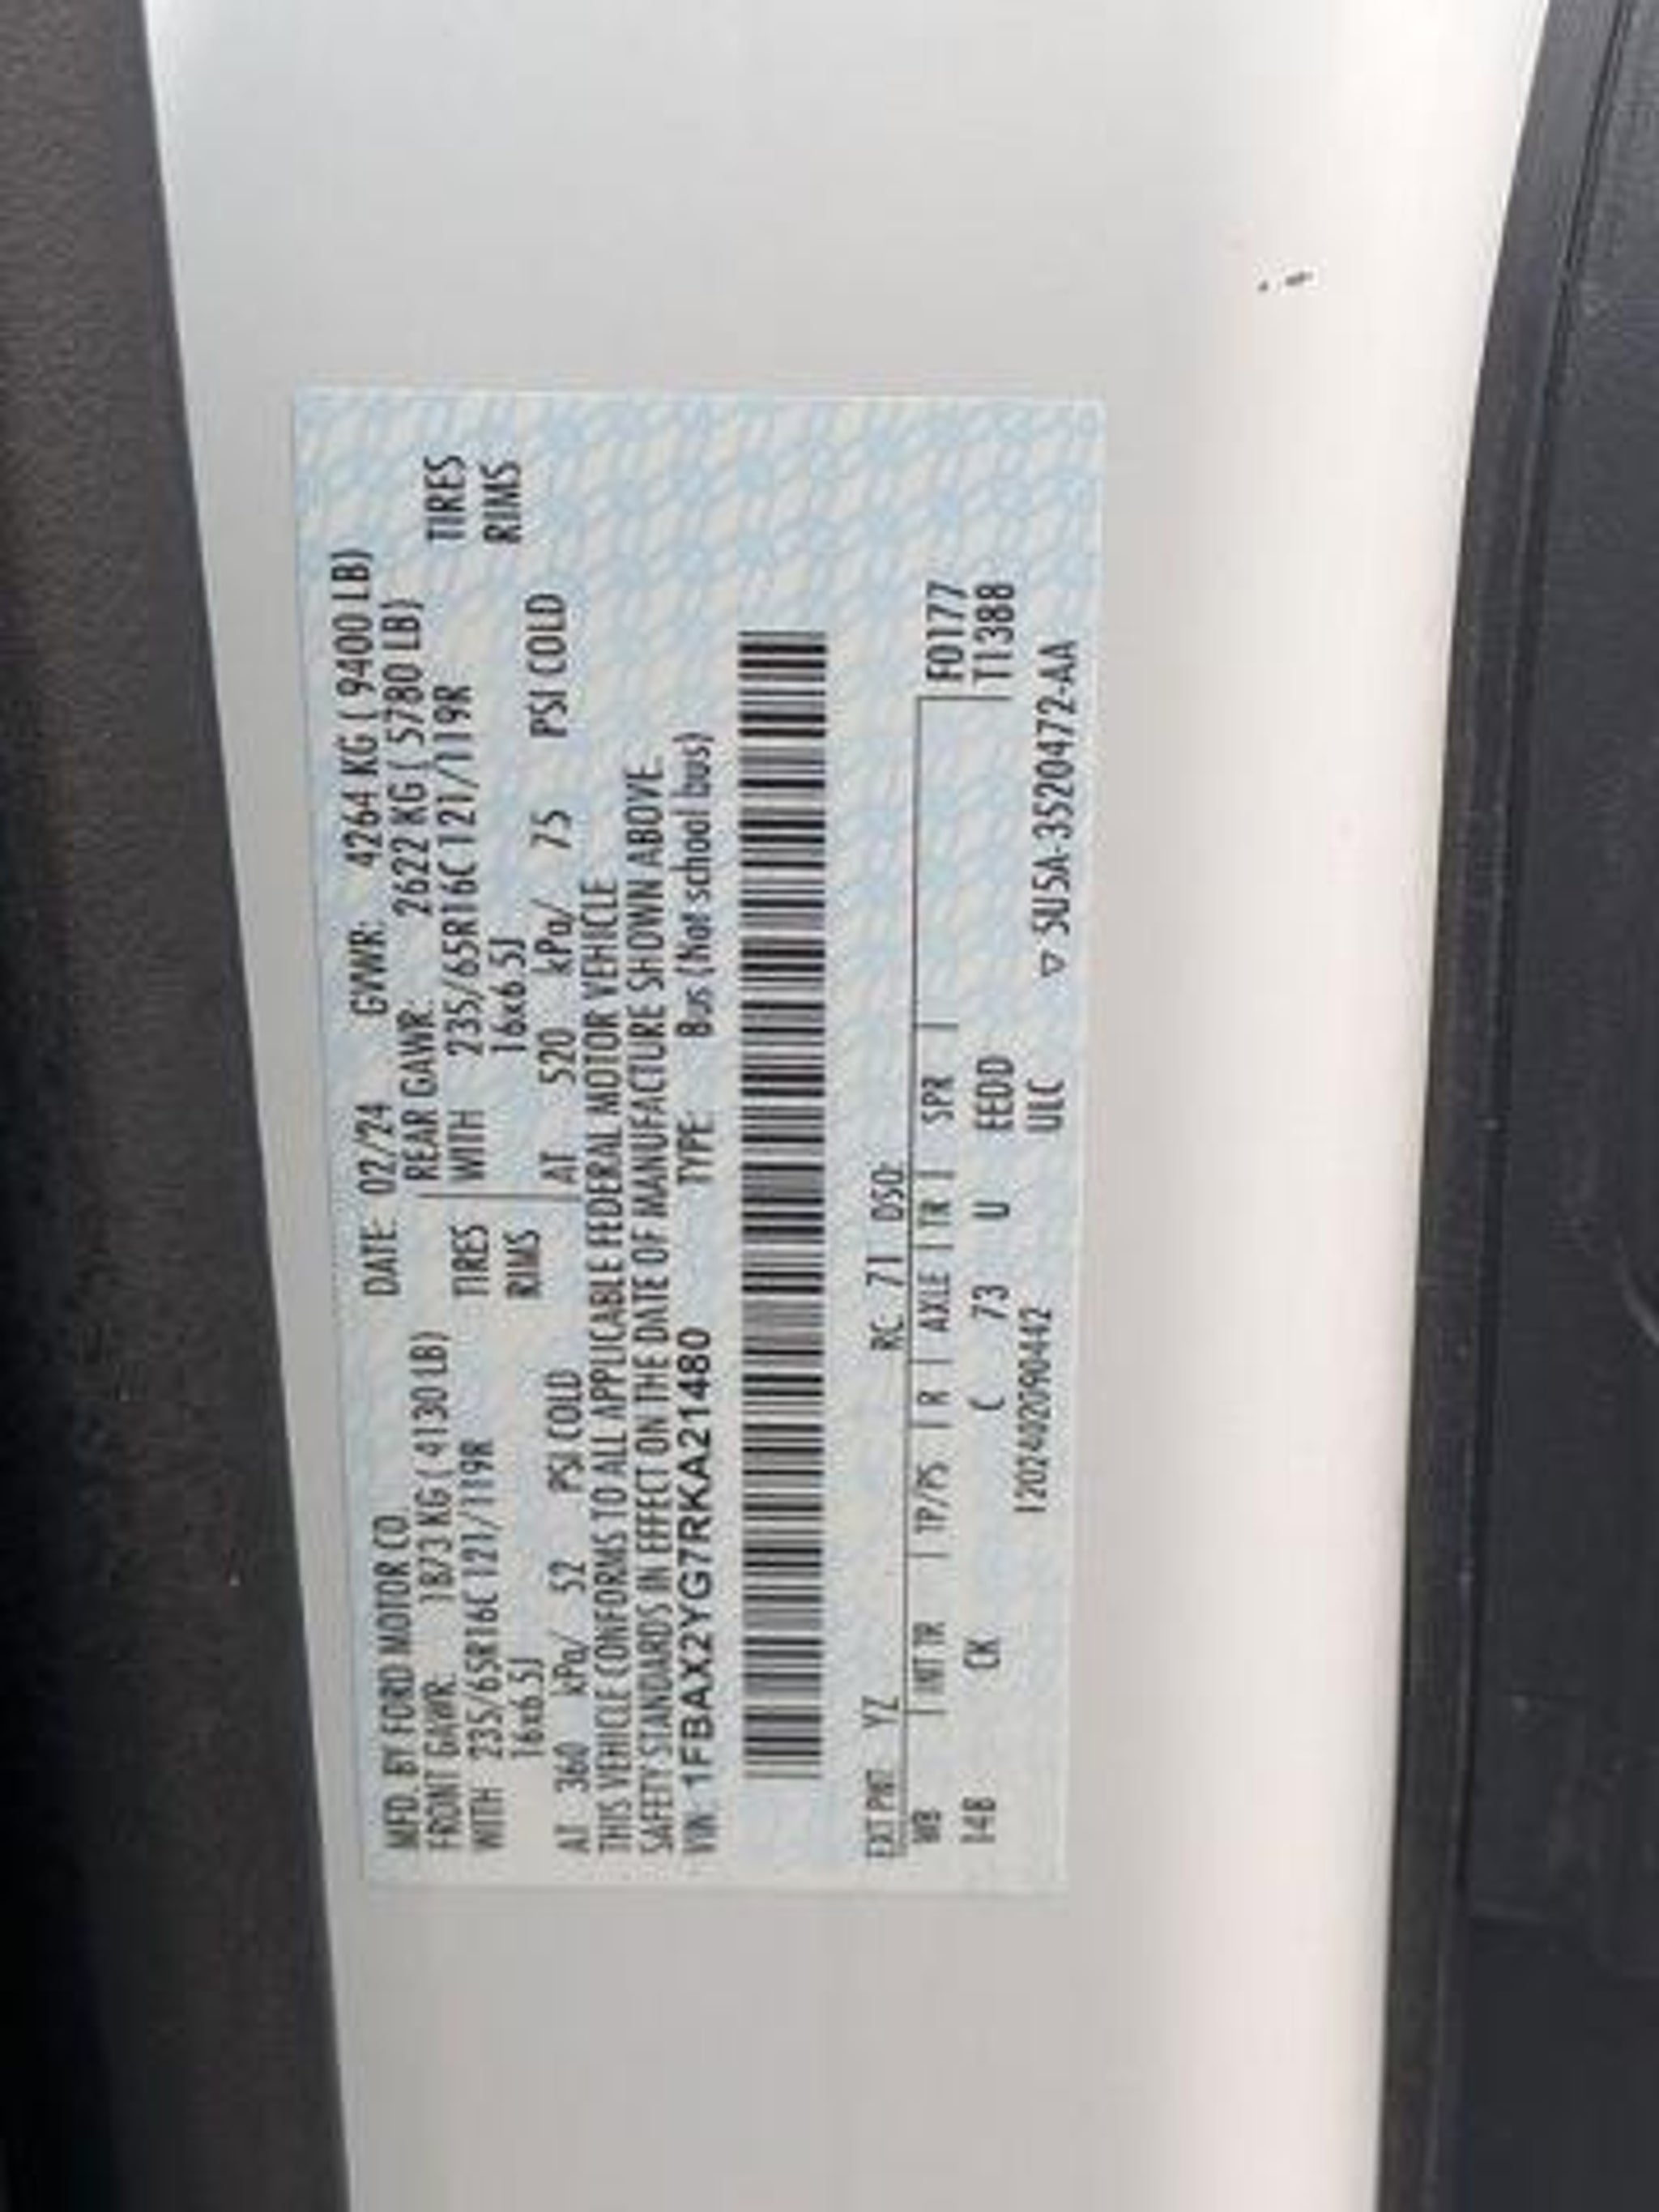 MFD. BY FORD MOTOR CO. DATE: 02/24 GVWR: 4264 KG ( 9400 LB)
FRONT GAWR: 1873 KG ( 4130 LB) REAR GAWR: 2622 KG ( 5780 LB)
WITH 235/65R16C 121/119R TIRES WITH 235/65R16C 121/119R TIRES
16x6.5J RIMS 16x6.5J RIMS
AT 360 kPa/ 52 PSI COLD AT 520 kPa/ 75 PSI COLD
THIS VEHICLE CONFORMS TO ALL APPLICABLE FEDERAL MOTOR VEHICLE
SAFETY STANDARDS IN EFFECT ON THE DATE OF MANUFACTURE SHOWN ABOVE.
VIN: 1FBAX2YG7RKA21480 TYPE: Bus (Not school bus)
EXT PNT: YZ RC: 71 DSO:
WB | INT TR | TP/PS | R | AXLE | TR | SPR | F0177
148 CK C 73 U EEDD T1388
1202402090442 ULC ▽ 5U5A-3520472-AA